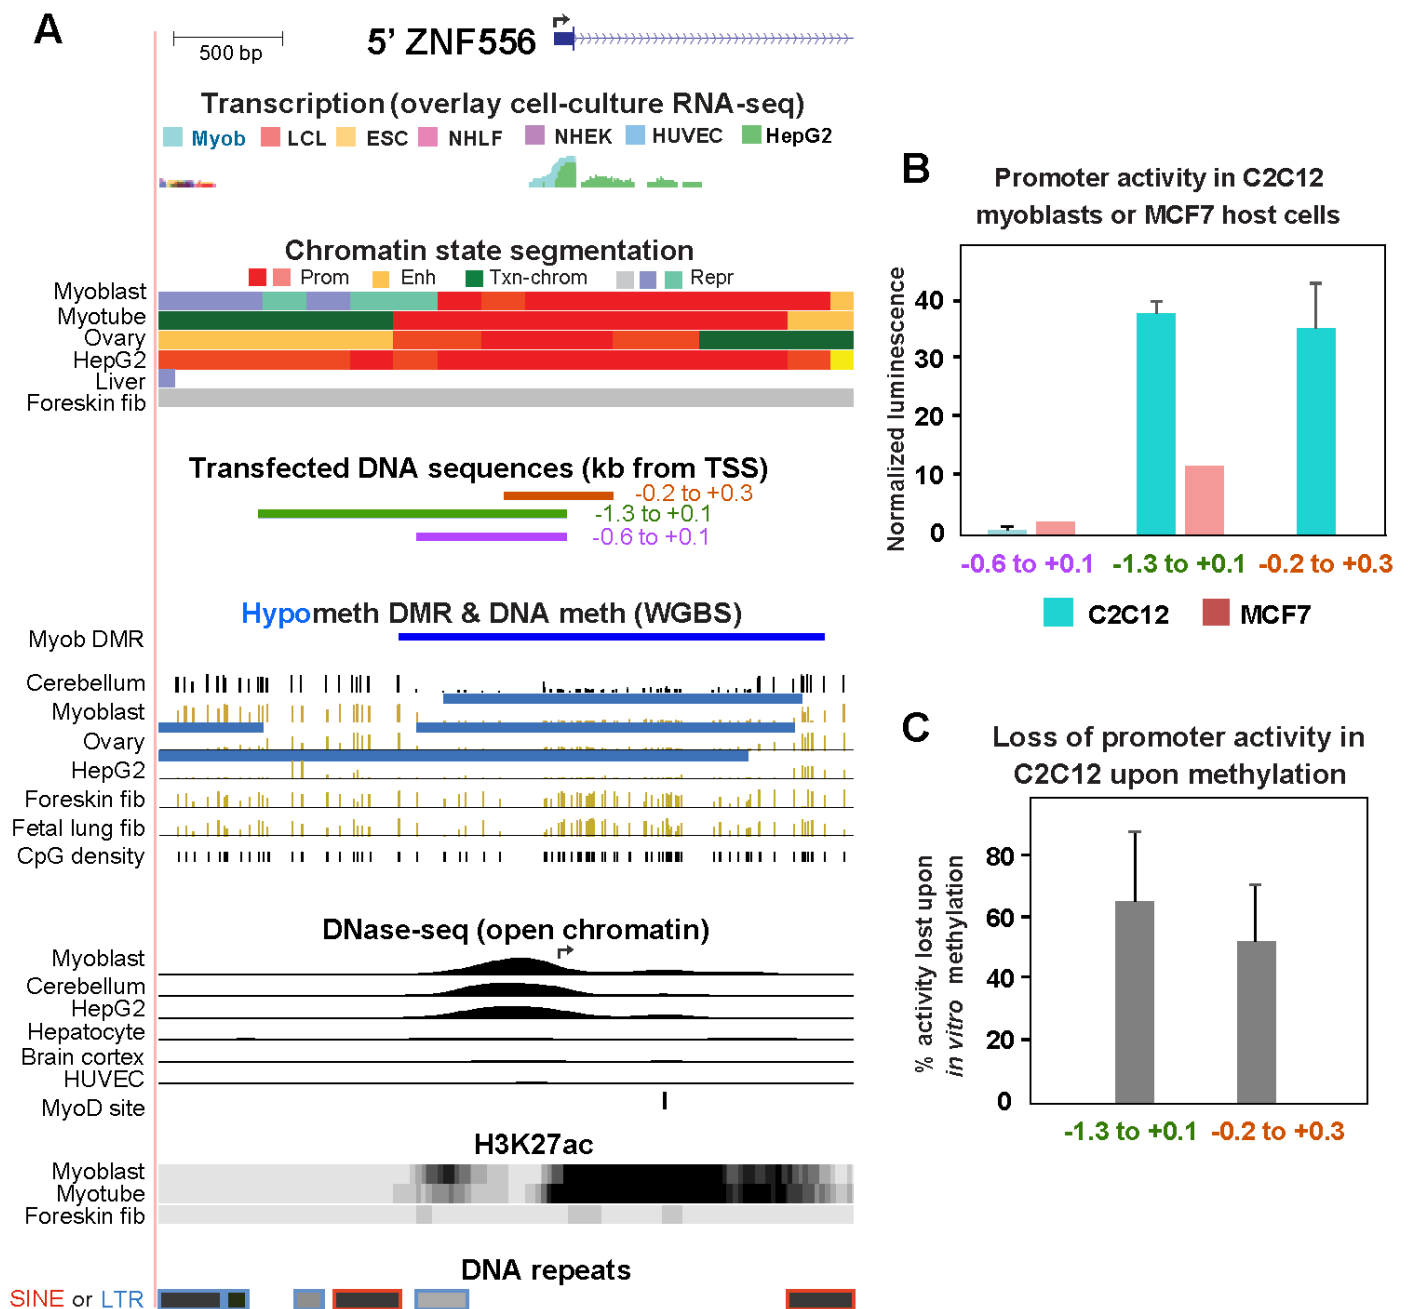 A
500 bp
5' ZNF556
Transcription (overlay cell-culture RNA-seq)
Myob LCL ESC NHLF NHEK HUVEC HepG2
Chromatin state segmentation
Prom Enh Txn-chrom Repr
Myoblast
Myotube
Ovary
HepG2
Liver
Foreskin fib
Transfected DNA sequences (kb from TSS)
-0.2 to +0.3
-1.3 to +0.1
-0.6 to +0.1
Hypometh DMR & DNA meth (WGBS)
Myob DMR
Cerebellum
Myoblast
Ovary
HepG2
Foreskin fib
Fetal lung fib
CpG density
DNase-seq (open chromatin)
Myoblast
Cerebellum
HepG2
Hepatocyte
Brain cortex
HUVEC
MyoD site
H3K27ac
Myoblast
Myotube
Foreskin fib
DNA repeats
SINE or LTR
B
Promoter activity in C2C12
myoblasts or MCF7 host cells
Normalized luminescence
40
30
20
10
0
-0.6 to +0.1 -1.3 to +0.1 -0.2 to +0.3
C2C12 MCF7
C
Loss of promoter activity in
C2C12 upon methylation
% activity lost upon
in vitro methylation
80
60
40
20
0
-1.3 to +0.1 -0.2 to +0.3